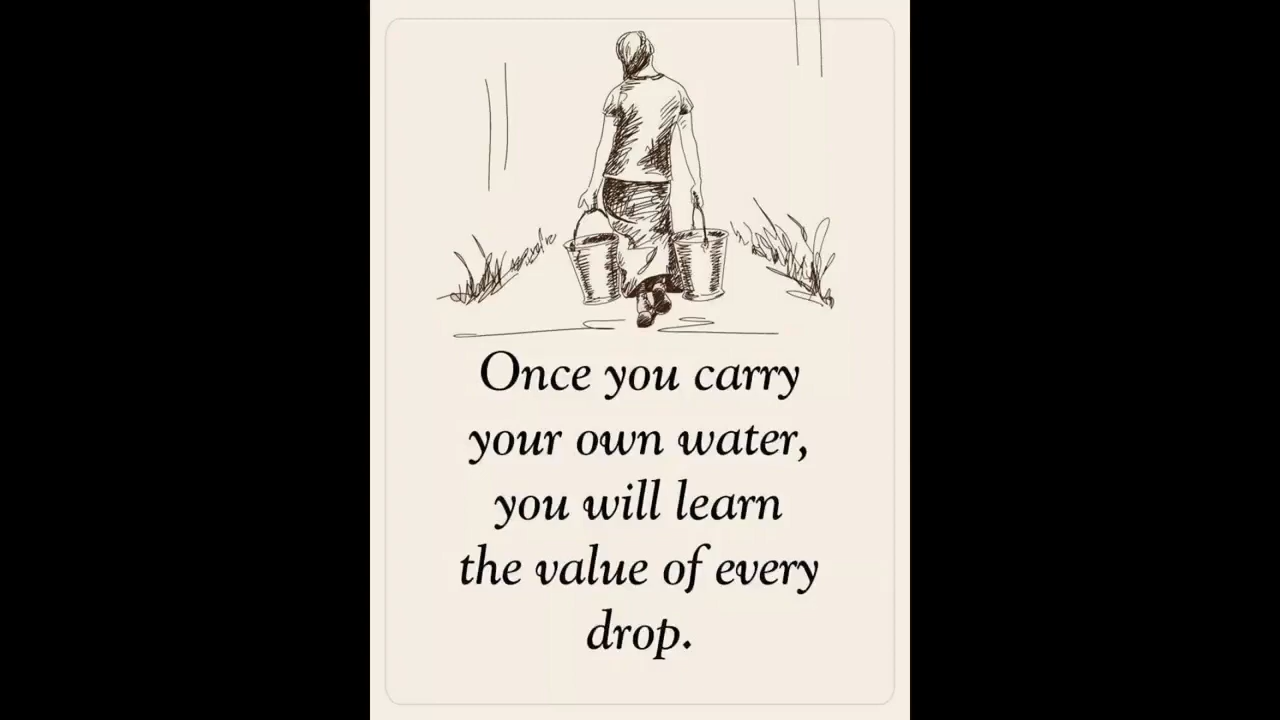 Once you carry
your own water,
you will learn
the value of every
drop.